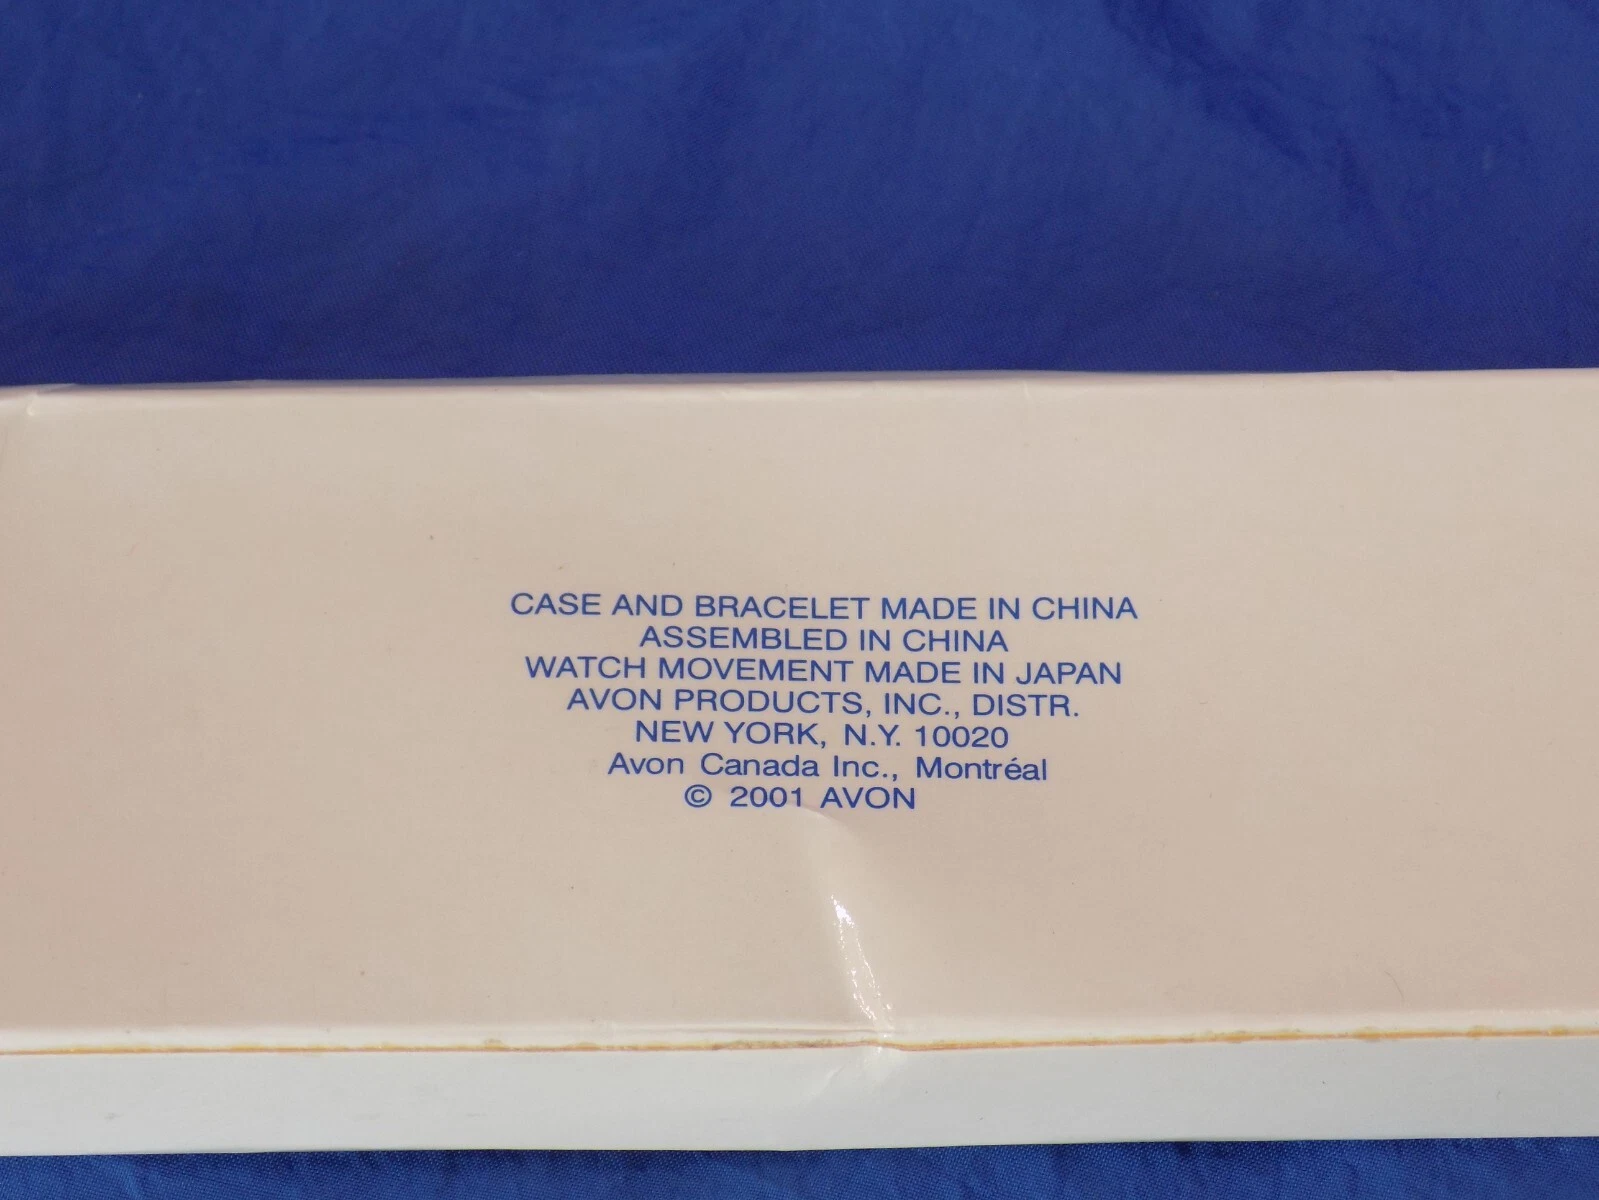 CASE AND BRACELET MADE IN CHINA
ASSEMBLED IN CHINA
WATCH MOVEMENT MADE IN JAPAN
AVON PRODUCTS, INC., DISTR.
NEW YORK, N.Y. 10020
Avon Canada Inc., Montréal
© 2001 AVON